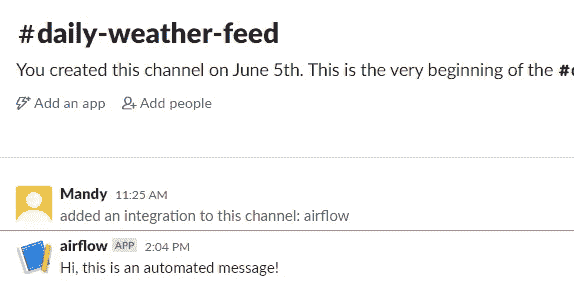 #daily-weather-feed
You created this channel on June 5th. This is the very beginning of the #
Add an app Add people
Mandy 11:25 AM
added an integration to this channel: airflow
airflow APP 2:04 PM
Hi, this is an automated message!